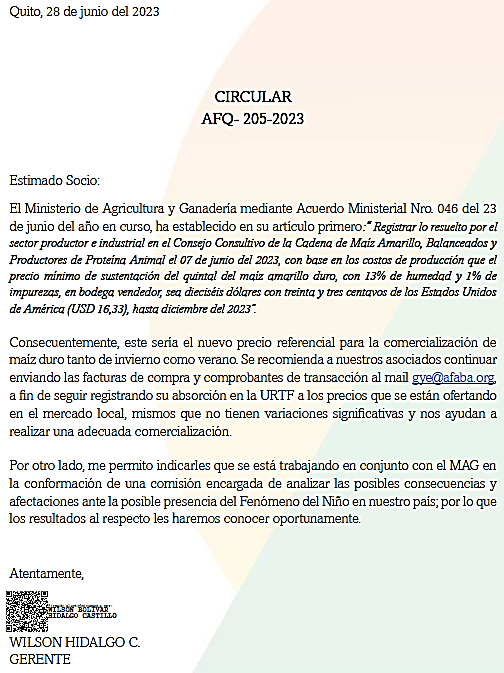 Quito, 28 de junio del 2023
CIRCULAR
AFQ- 205-2023
Estimado Socio:
El Ministerio de Agricultura y Ganadería mediante Acuerdo Ministerial Nro. 046 del 23
de junio del año en curso, ha establecido en su artículo primero:“ Registrar lo resuelto por el
sector productor e industrial en el Consejo Consultivo de la Cadena de Maíz Amarillo, Balanceados y
Productores de Proteína Animal el 07 de junio del 2023, con base en los costos de producción que el
precio mínimo de sustentación del quintal del maíz amarillo duro, con 13% de humedad y 1% de
impurezas, en bodega vendedor, sea dieciséis dólares con treinta y tres centavos de los Estados Unidos
de América (USD 16,33), hasta diciembre del 2023”.
Consecuentemente, este sería el nuevo precio referencial para la comercialización de
maíz duro tanto de invierno como verano. Se recomienda a nuestros asociados continuar
enviando las facturas de compra y comprobantes de transacción al mail gye@afaba.org,
a fin de seguir registrando su absorción en la URTF a los precios que se están ofertando
en el mercado local, mismos que no tienen variaciones significativas y nos ayudan a
realizar una adecuada comercialización.
Por otro lado, me permito indicarles que se está trabajando en conjunto con el MAG en
la conformación de una comisión encargada de analizar las posibles consecuencias y
afectaciones ante la posible presencia del Fenómeno del Niño en nuestro país; por lo que
los resultados al respecto les haremos conocer oportunamente.
Atentamente,
WILSON BOLIVAR
HIDALGO CASTILLO
WILSON HIDALGO C.
GERENTE